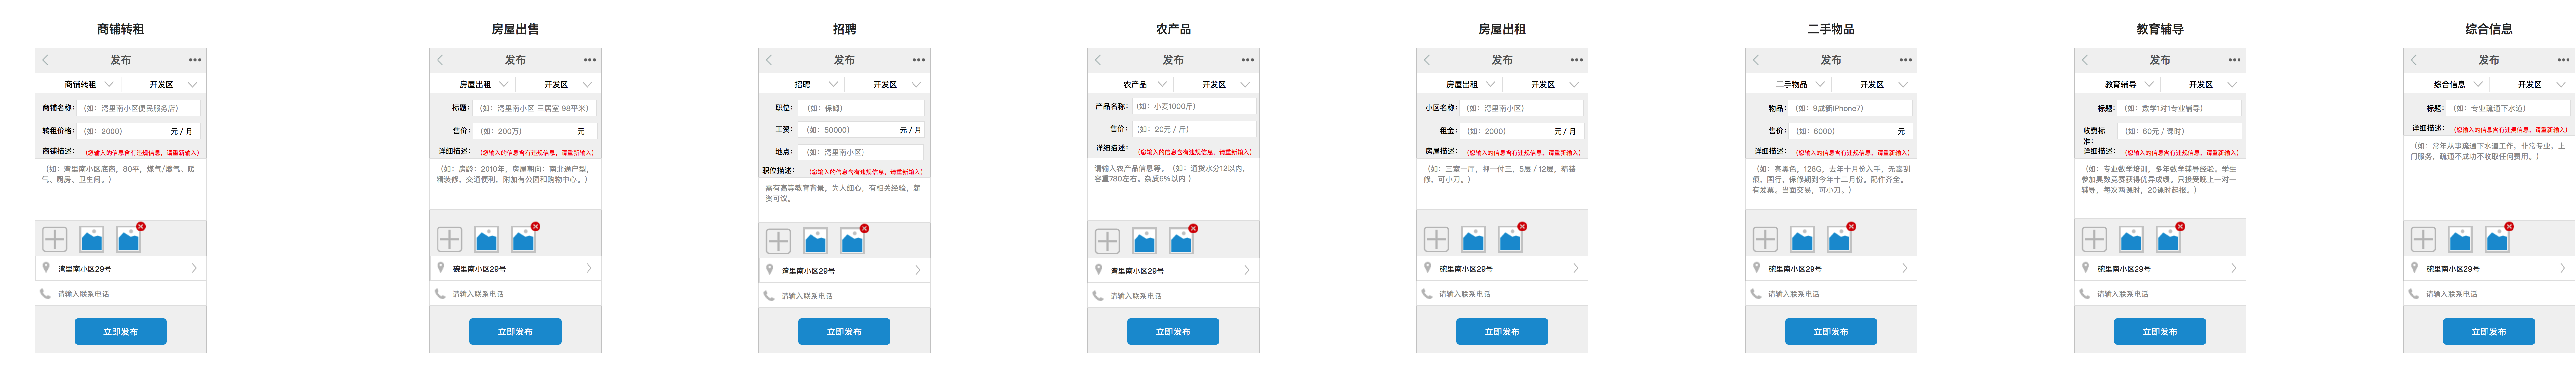 商铺转租
发布
商铺转租 开发区
商铺名称： （如：湾里南小区便民服务店）
转租价格： （如：2000） 元 / 月
商铺描述： （您输入的信息含有违规信息，请重新输入）
（如：湾里南小区底商，80平，煤气/燃气、暖
气、厨房、卫生间。）
湾里南小区29号
请输入联系电话
立即发布
房屋出售
发布
房屋出租 开发区
标题： （如：湾里南小区 三居室 98平米）
售价： （如：200万） 元
详细描述： （您输入的信息含有违规信息，请重新输入）
（如：房龄：2010年，房屋朝向：南北通户型，
精装修，交通便利，附加有公园和购物中心。）
碗里南小区29号
请输入联系电话
立即发布
招聘
发布
招聘 开发区
职位： （如：保姆）
工资： （如：50000） 元 / 月
地点： （如：湾里南小区）
职位描述： （您输入的信息含有违规信息，请重新输入）
需有高等教育背景，为人细心，有相关经验，薪
资可议。
湾里南小区29号
请输入联系电话
立即发布
农产品
发布
农产品 开发区
产品名称： （如：小麦1000斤）
售价： （如：20元 / 斤）
详细描述： （您输入的信息含有违规信息，请重新输入）
请输入农产品信息等。（如：通货水分12以内，
容重780左右。杂质6%以内 ）
湾里南小区29号
请输入联系电话
立即发布
房屋出租
发布
房屋出租 开发区
小区名称： （如：湾里南小区）
租金： （如：2000） 元 / 月
房屋描述： （您输入的信息含有违规信息，请重新输入）
（如：三室一厅，押一付三，5层 / 12层，精装
修，可小刀。）
碗里南小区29号
请输入联系电话
立即发布
二手物品
发布
二手物品 开发区
物品： （如：9成新iPhone7）
售价： （如：6000） 元
详细描述： （您输入的信息含有违规信息，请重新输入）
（如：亮黑色，128G，去年十月份入手，无事刮
痕，国行，保修期到今年十二月份。配件齐全。
有发票。当面交易，可小刀。）
碗里南小区29号
请输入联系电话
立即发布
教育辅导
发布
教育辅导 开发区
标题： （如：数学1对1专业辅导）
收费标
准： （如：60元 / 课时）
详细描述： （您输入的信息含有违规信息，请重新输入）
（如：专业数学培训，多年数学辅导经验。学生
参加奥数竞赛获得优异成绩。只接受晚上一对一
辅导，每次两课时，20课时起报。）
碗里南小区29号
请输入联系电话
立即发布
综合信息
发布
综合信息 开发区
标题： （如：专业疏通下水道）
详细描述： （您输入的信息含有违规信息，请重新输入）
（如：常年从事疏通下水道工作，非常专业，上
门服务，疏通不成功不收取任何费用。）
碗里南小区29号
请输入联系电话
立即发布